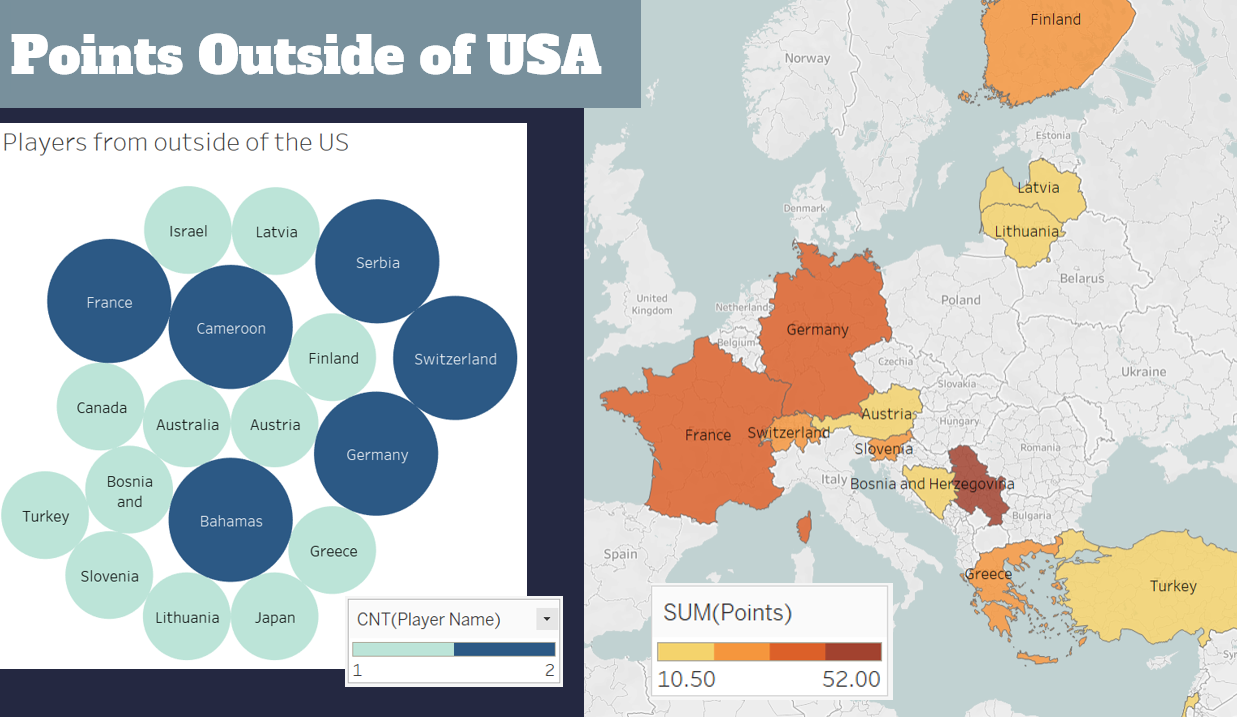 Points Outside of USA
Players from outside of the US
Israel
Latvia
Serbia
France
Cameroon
Finland
Switzerland
Canada
Australia
Austria
Germany
Bosnia
and
Turkey
Bahamas
Greece
Slovenia
Lithuania
Japan
CNT(Player Name)
1
2
Finland
Norway
Estonia
Latvia
Denmark
Lithuania
Belarus
United
Kingdom
Netherlands
Poland
Germany
Belgium
Czechia
Ukraine
Slovakia
Austria
Hungary
France
Switzerland
Slovenia
Romania
Italy
Bosnia and Herzegovina
Bulgaria
Spain
Greece
Turkey
SUM(Points)
10.50
52.00